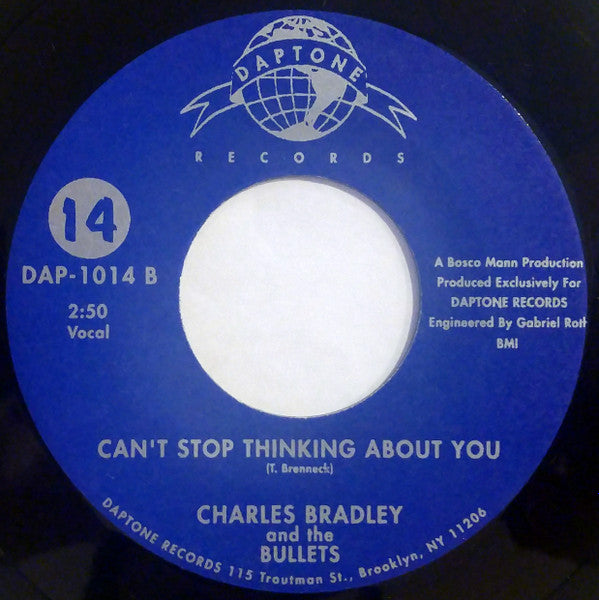 DAPTONE
RECORDS
14
DAP-1014 B
2:50
Vocal
A Bosco Mann Production
Produced Exclusively For
DAPTONE RECORDS
Engineered By Gabriel Rott
BMI
CAN'T STOP THINKING ABOUT YOU
(T. Brenneck)
CHARLES BRADLEY
and the
BULLETS
DAPTONE RECORDS 115 Troutman St., Brooklyn, NY 11206